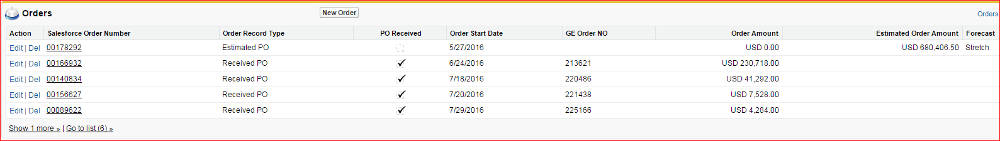 Orders New Order Orders
Action Salesforce Order Number Order Record Type PO Received Order Start Date GE Order NO Order Amount Estimated Order Amount Forecast
Edit | Del 00178292 Estimated PO 5/27/2016 USD 0.00 USD 680,406.50 Stretch
Edit | Del 00166932 Received PO 6/24/2016 213621 USD 230,718.00
Edit | Del 00140834 Received PO 7/18/2016 220486 USD 41,292.00
Edit | Del 00156627 Received PO 7/20/2016 221438 USD 7,528.00
Edit | Del 00089622 Received PO 7/29/2016 225166 USD 4,284.00
Show 1 more » | Go to list (6) »